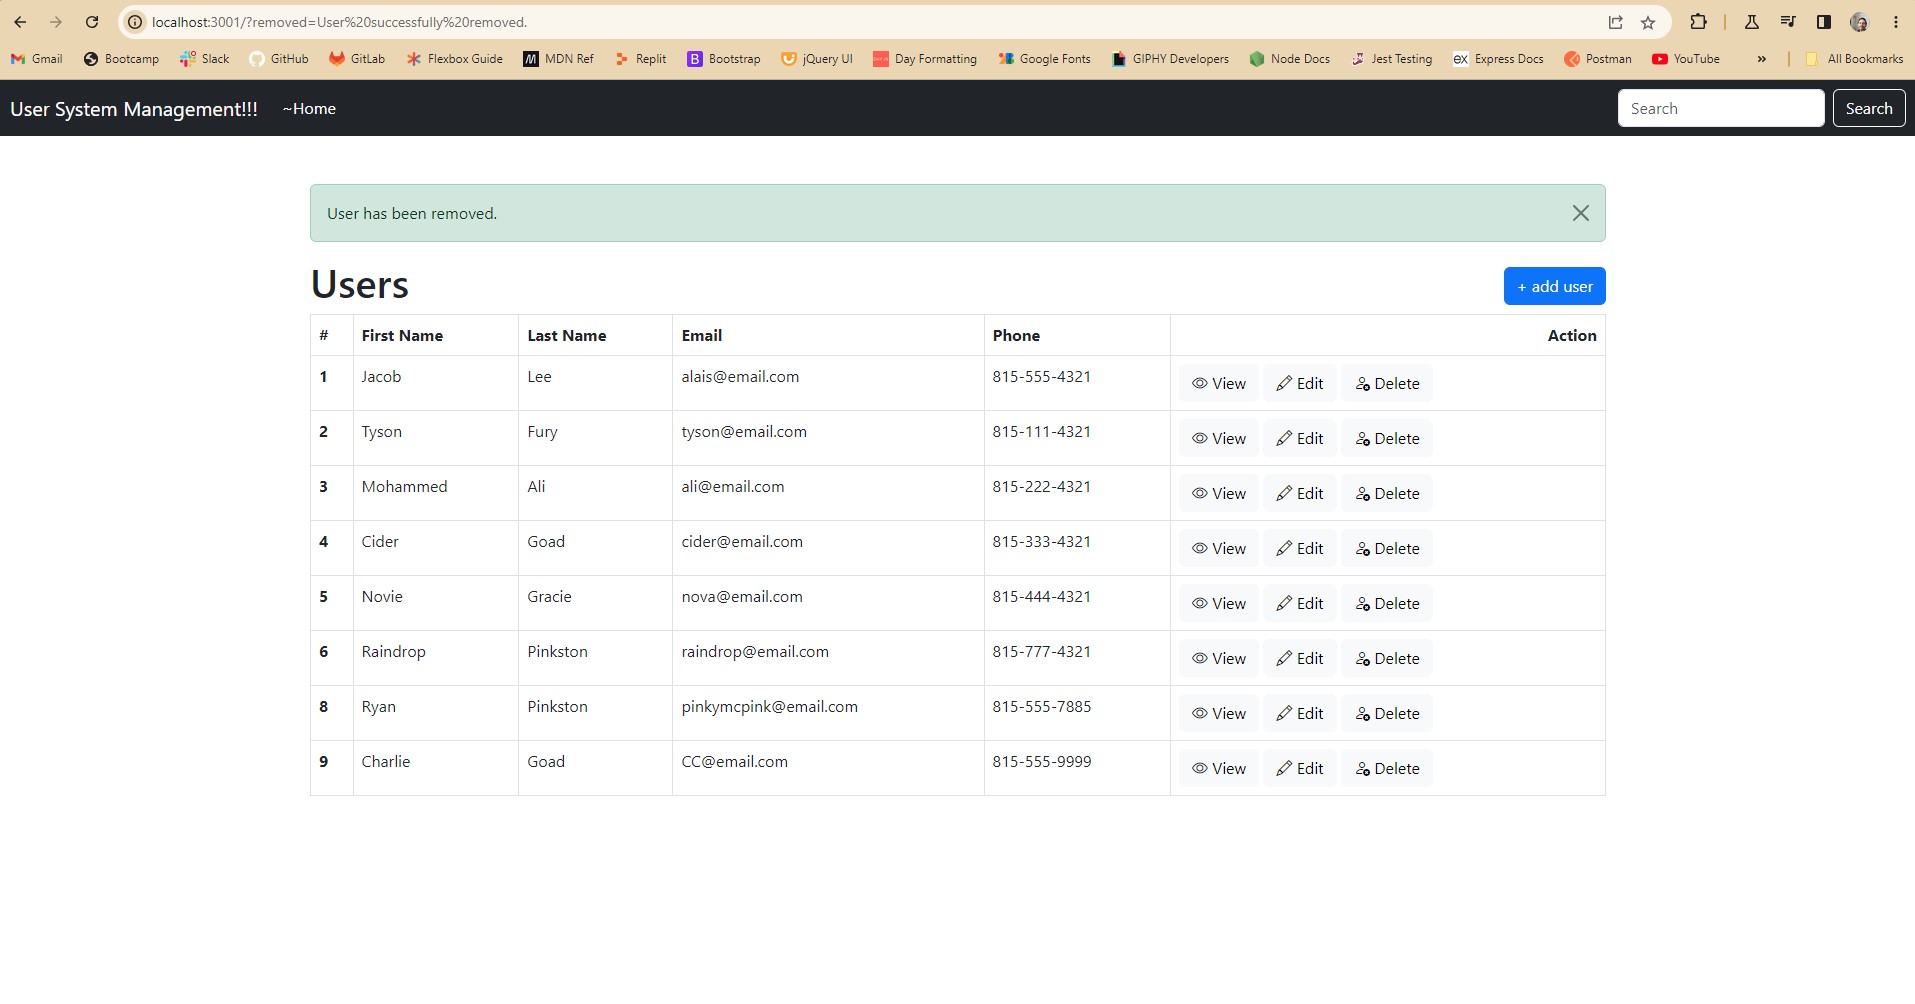 localhost:3001/?removed=User%20successfully%20removed.
Gmail Bootcamp Slack GitHub GitLab Flexbox Guide M MDN Ref Replit B Bootstrap jQuery UI Day Formatting Google Fonts GIPHY Developers Node Docs Jest Testing ex Express Docs Postman YouTube » All Bookmarks
User System Management!!! ~Home Search Search
User has been removed.
Users + add user
# First Name Last Name Email Phone Action
1 Jacob Lee alais@email.com 815-555-4321 View Edit Delete
2 Tyson Fury tyson@email.com 815-111-4321 View Edit Delete
3 Mohammed Ali ali@email.com 815-222-4321 View Edit Delete
4 Cider Goad cider@email.com 815-333-4321 View Edit Delete
5 Novie Gracie nova@email.com 815-444-4321 View Edit Delete
6 Raindrop Pinkston raindrop@email.com 815-777-4321 View Edit Delete
8 Ryan Pinkston pinkymcpink@email.com 815-555-7885 View Edit Delete
9 Charlie Goad CC@email.com 815-555-9999 View Edit Delete